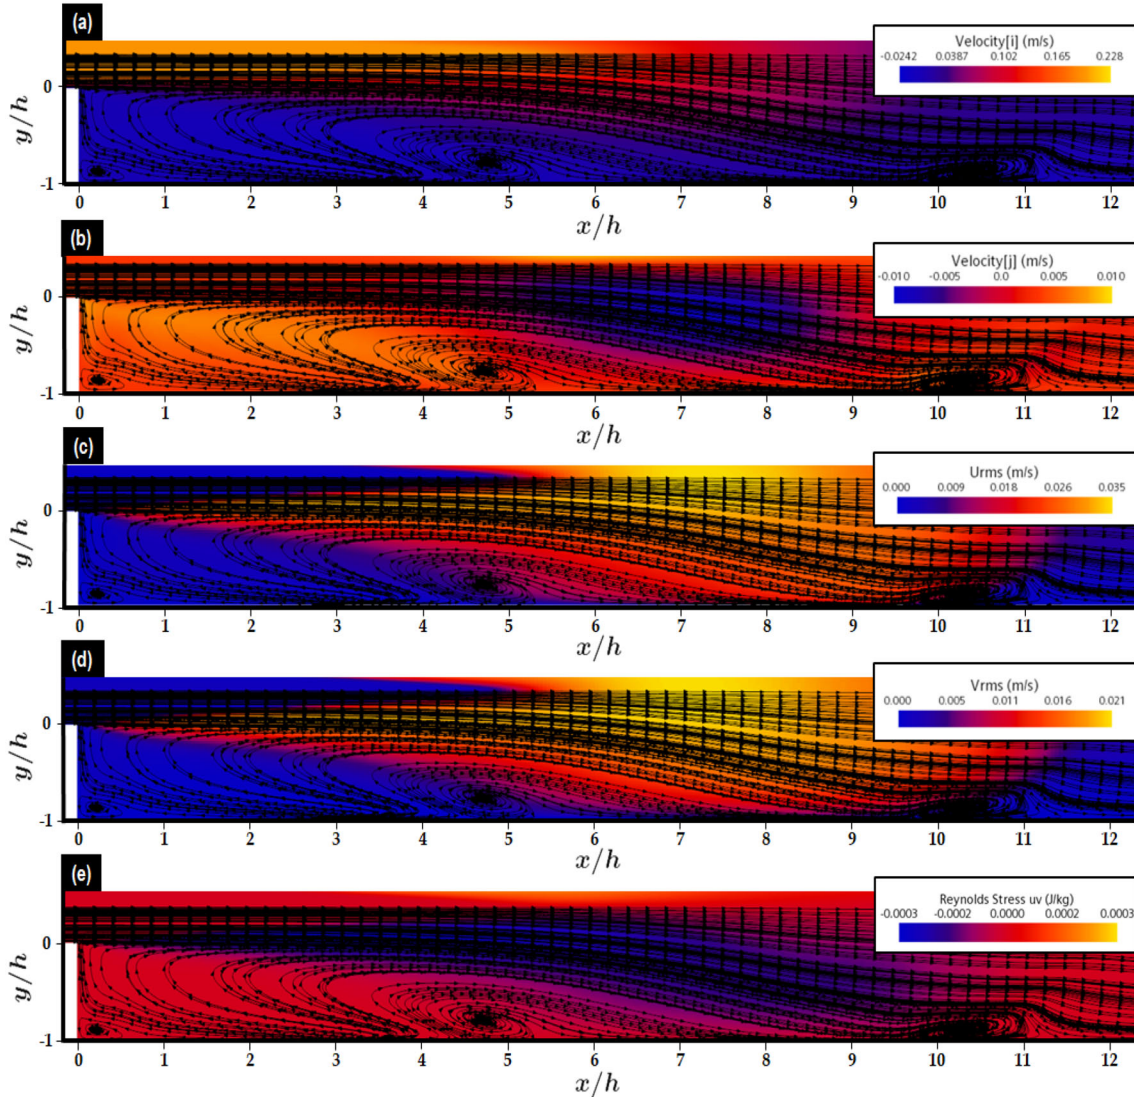 (a)
Velocity[i] (m/s)
-0.0242 0.0387 0.102 0.165 0.228
0
-1
y/h
0 1 2 3 4 5 6 7 8 9 10 11 12
x/h
(b)
Velocity[j] (m/s)
-0.010 -0.005 0.0 0.005 0.010
0
-1
y/h
0 1 2 3 4 5 6 7 8 9 10 11 12
x/h
(c)
Urms (m/s)
0.000 0.009 0.018 0.026 0.035
0
-1
y/h
0 1 2 3 4 5 6 7 8 9 10 11 12
x/h
(d)
Vrms (m/s)
0.000 0.005 0.011 0.016 0.021
0
-1
y/h
0 1 2 3 4 5 6 7 8 9 10 11 12
x/h
(e)
Reynolds Stress uv (J/kg)
-0.0003 -0.0002 0.0000 0.0002 0.0003
0
-1
y/h
0 1 2 3 4 5 6 7 8 9 10 11 12
x/h